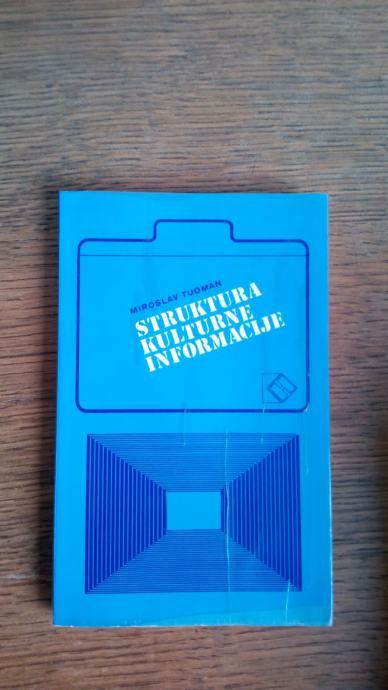 MIROSLAV TUĐMAN
STRUKTURA
KULTURNE
INFORMACIJE